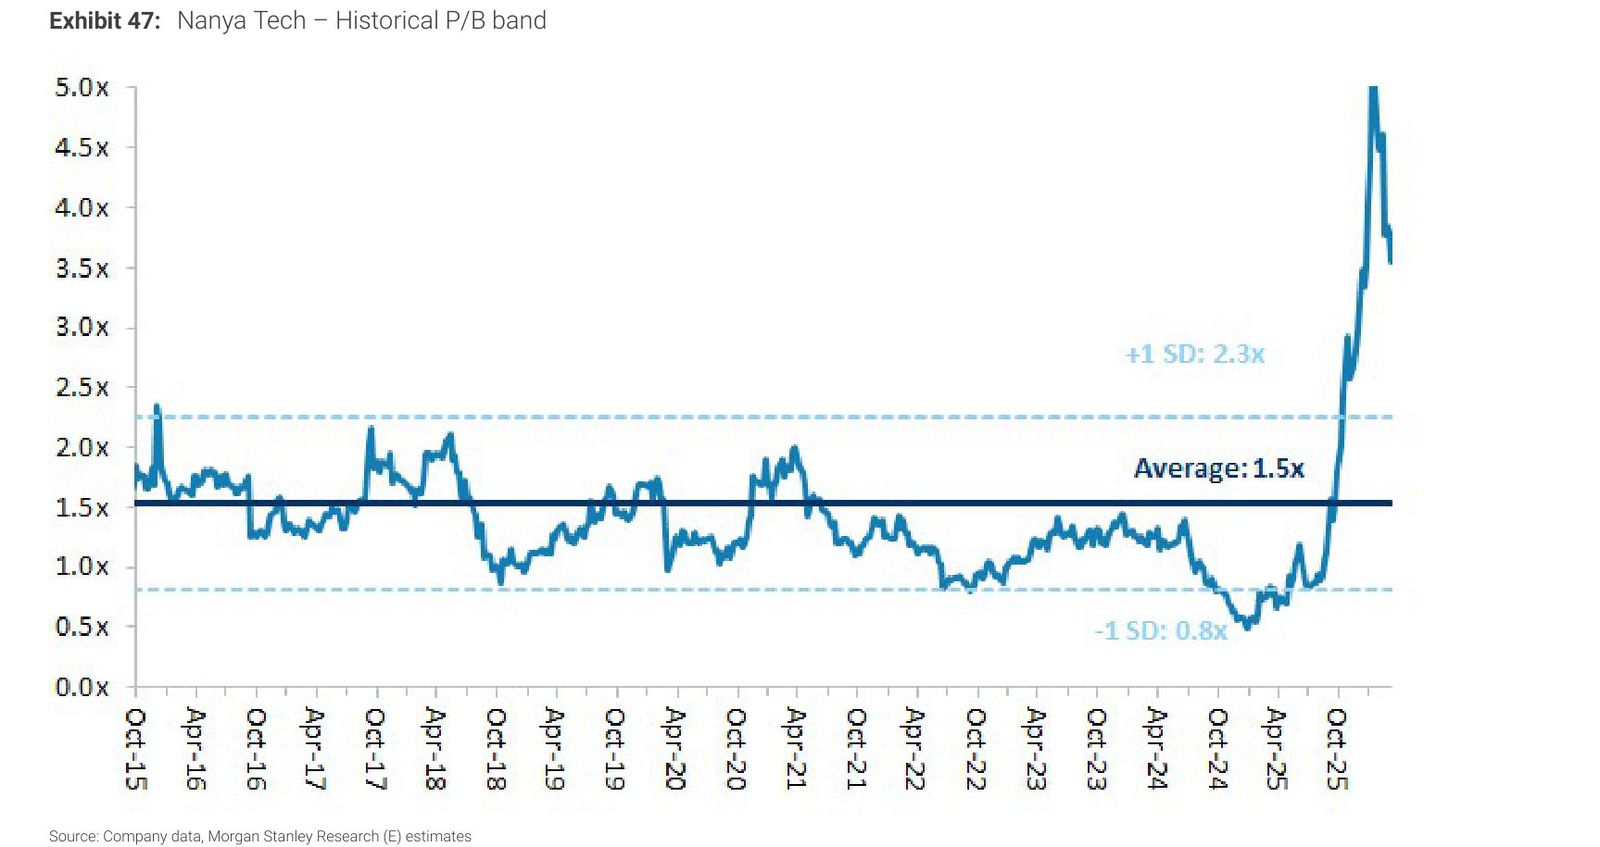 Exhibit 47: Nanya Tech – Historical P/B band
5.0x
4.5x
4.0x
3.5x
3.0x
2.5x
2.0x
1.5x
1.0x
0.5x
0.0x
+1 SD: 2.3x
Average: 1.5x
-1 SD: 0.8x
Oct-15
Apr-16
Oct-16
Apr-17
Oct-17
Apr-18
Oct-18
Apr-19
Oct-19
Apr-20
Oct-20
Apr-21
Oct-21
Apr-22
Oct-22
Apr-23
Oct-23
Apr-24
Oct-24
Apr-25
Oct-25
Source: Company data, Morgan Stanley Research (E) estimates